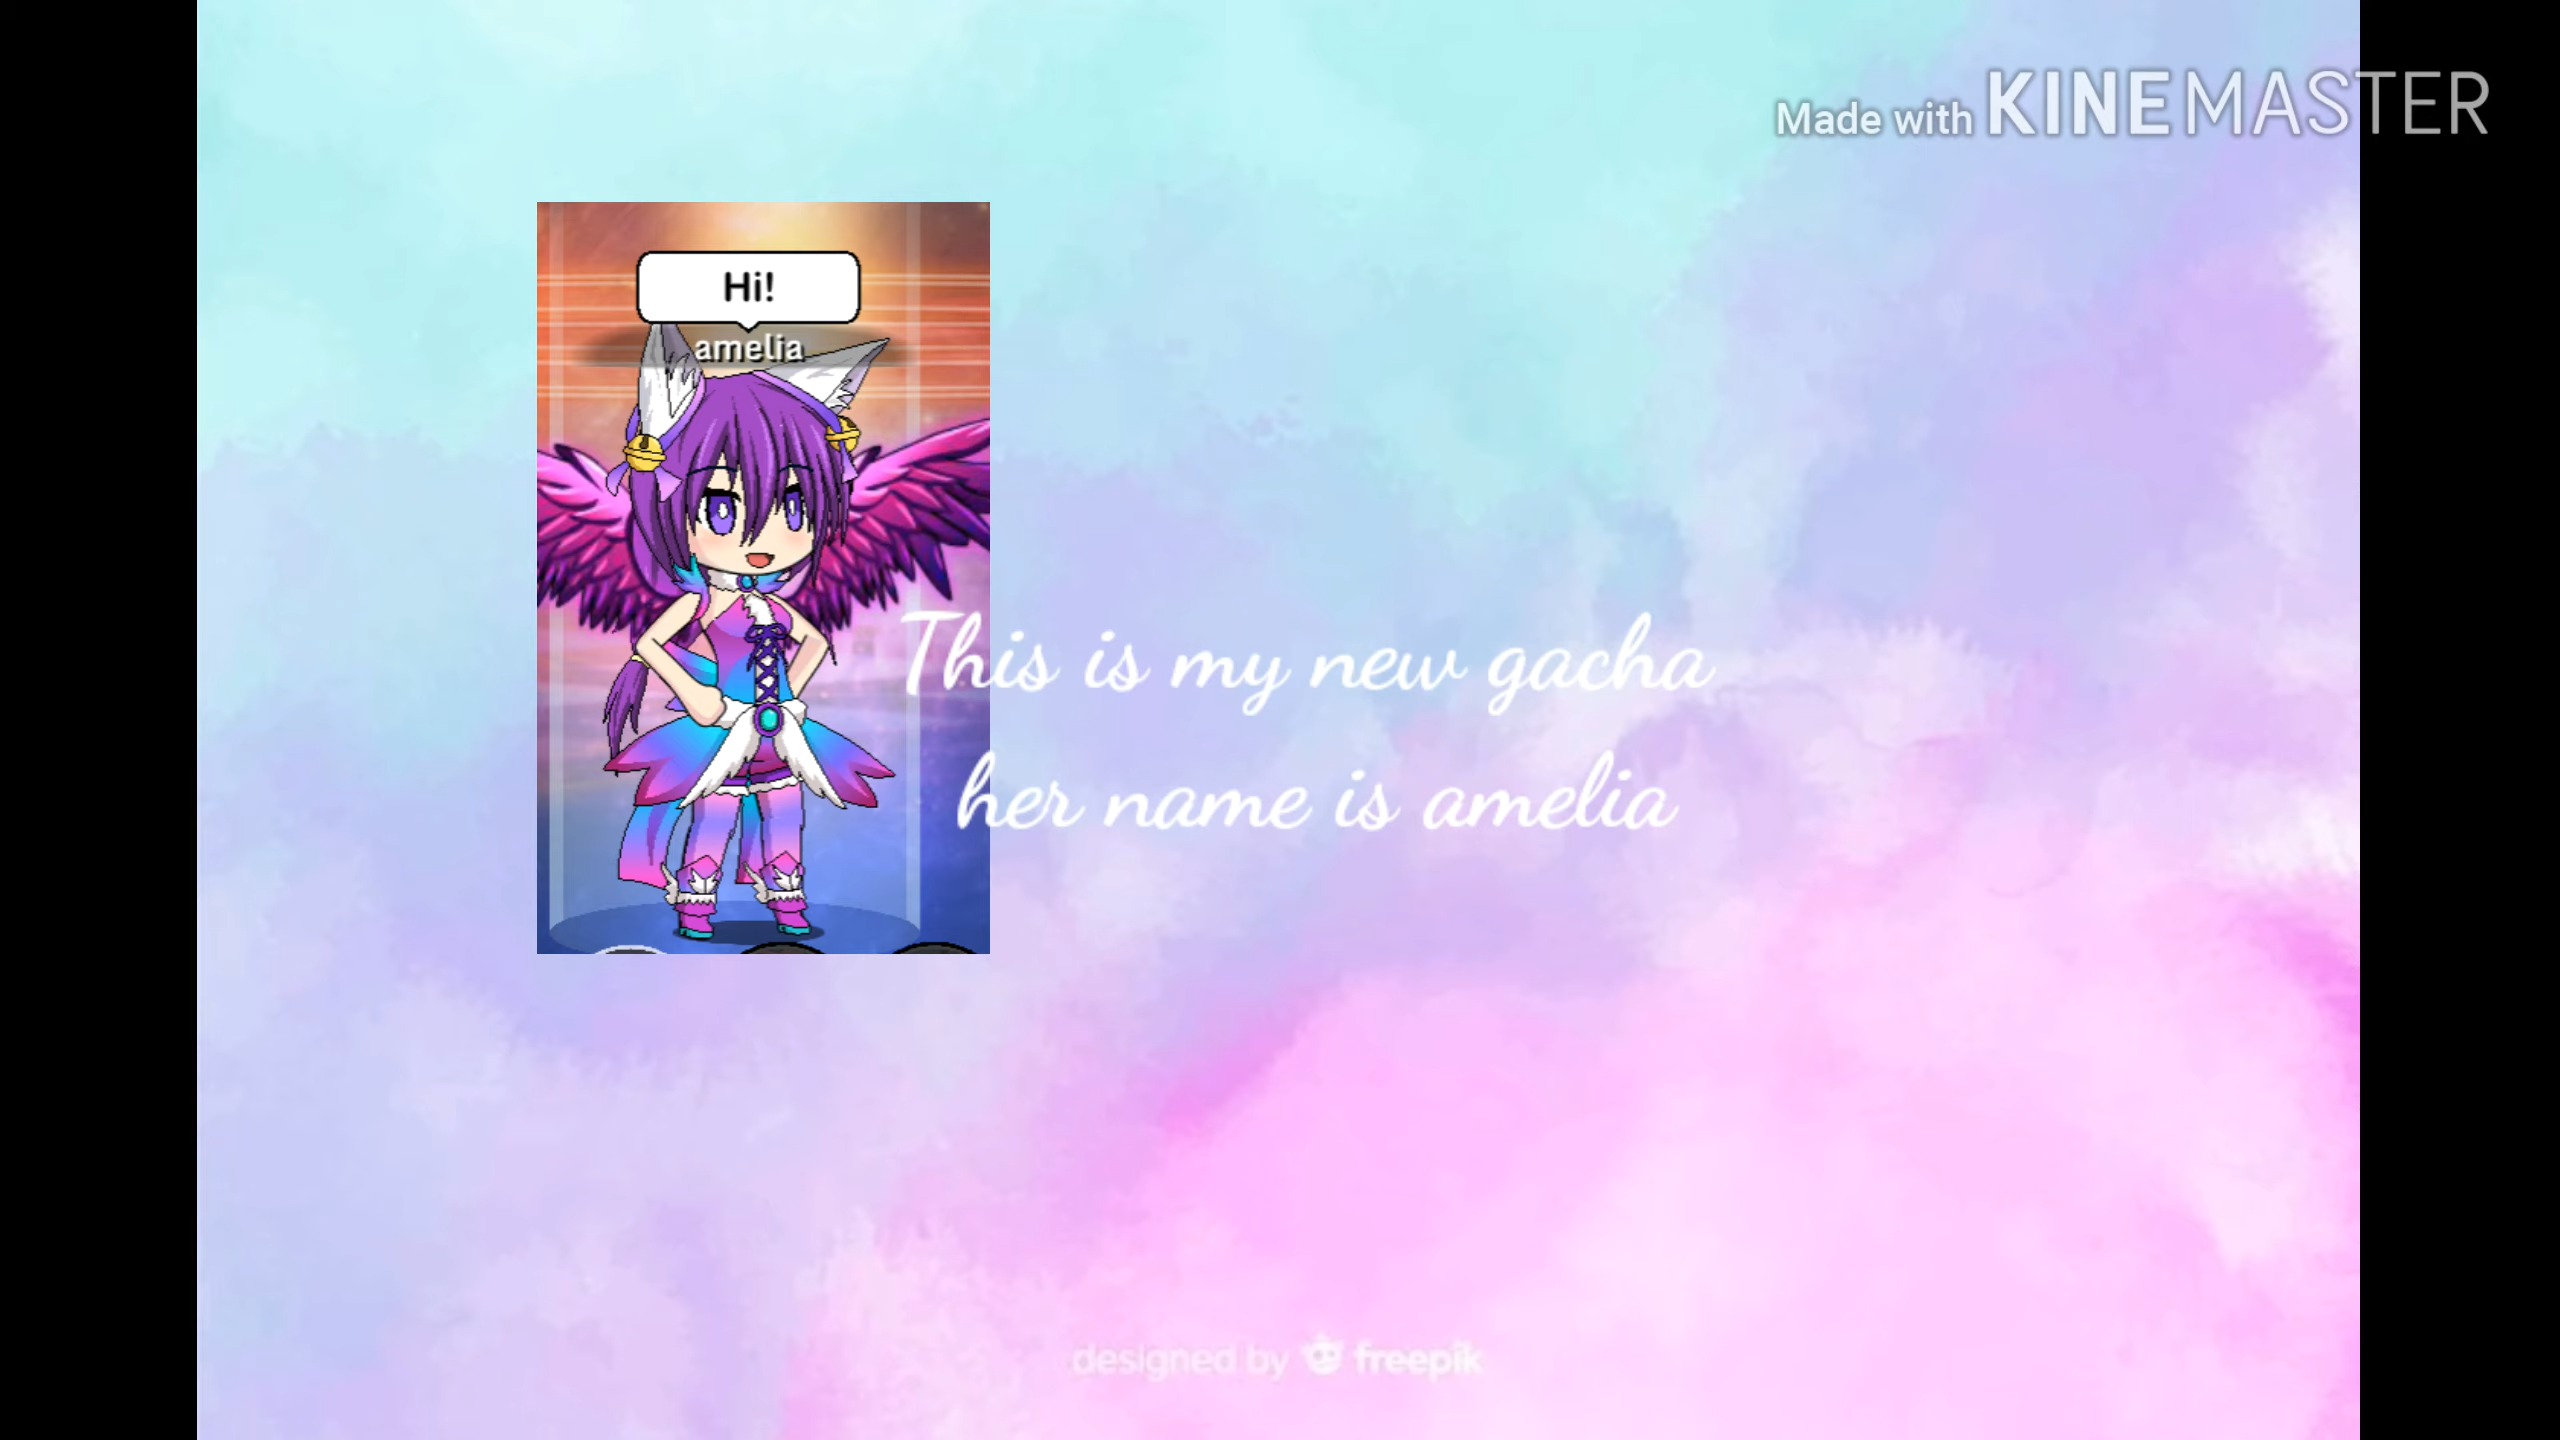 Made with KINEMASTER
Hi!
amelia
This is my new gacha
her name is amelia
designed by freepik